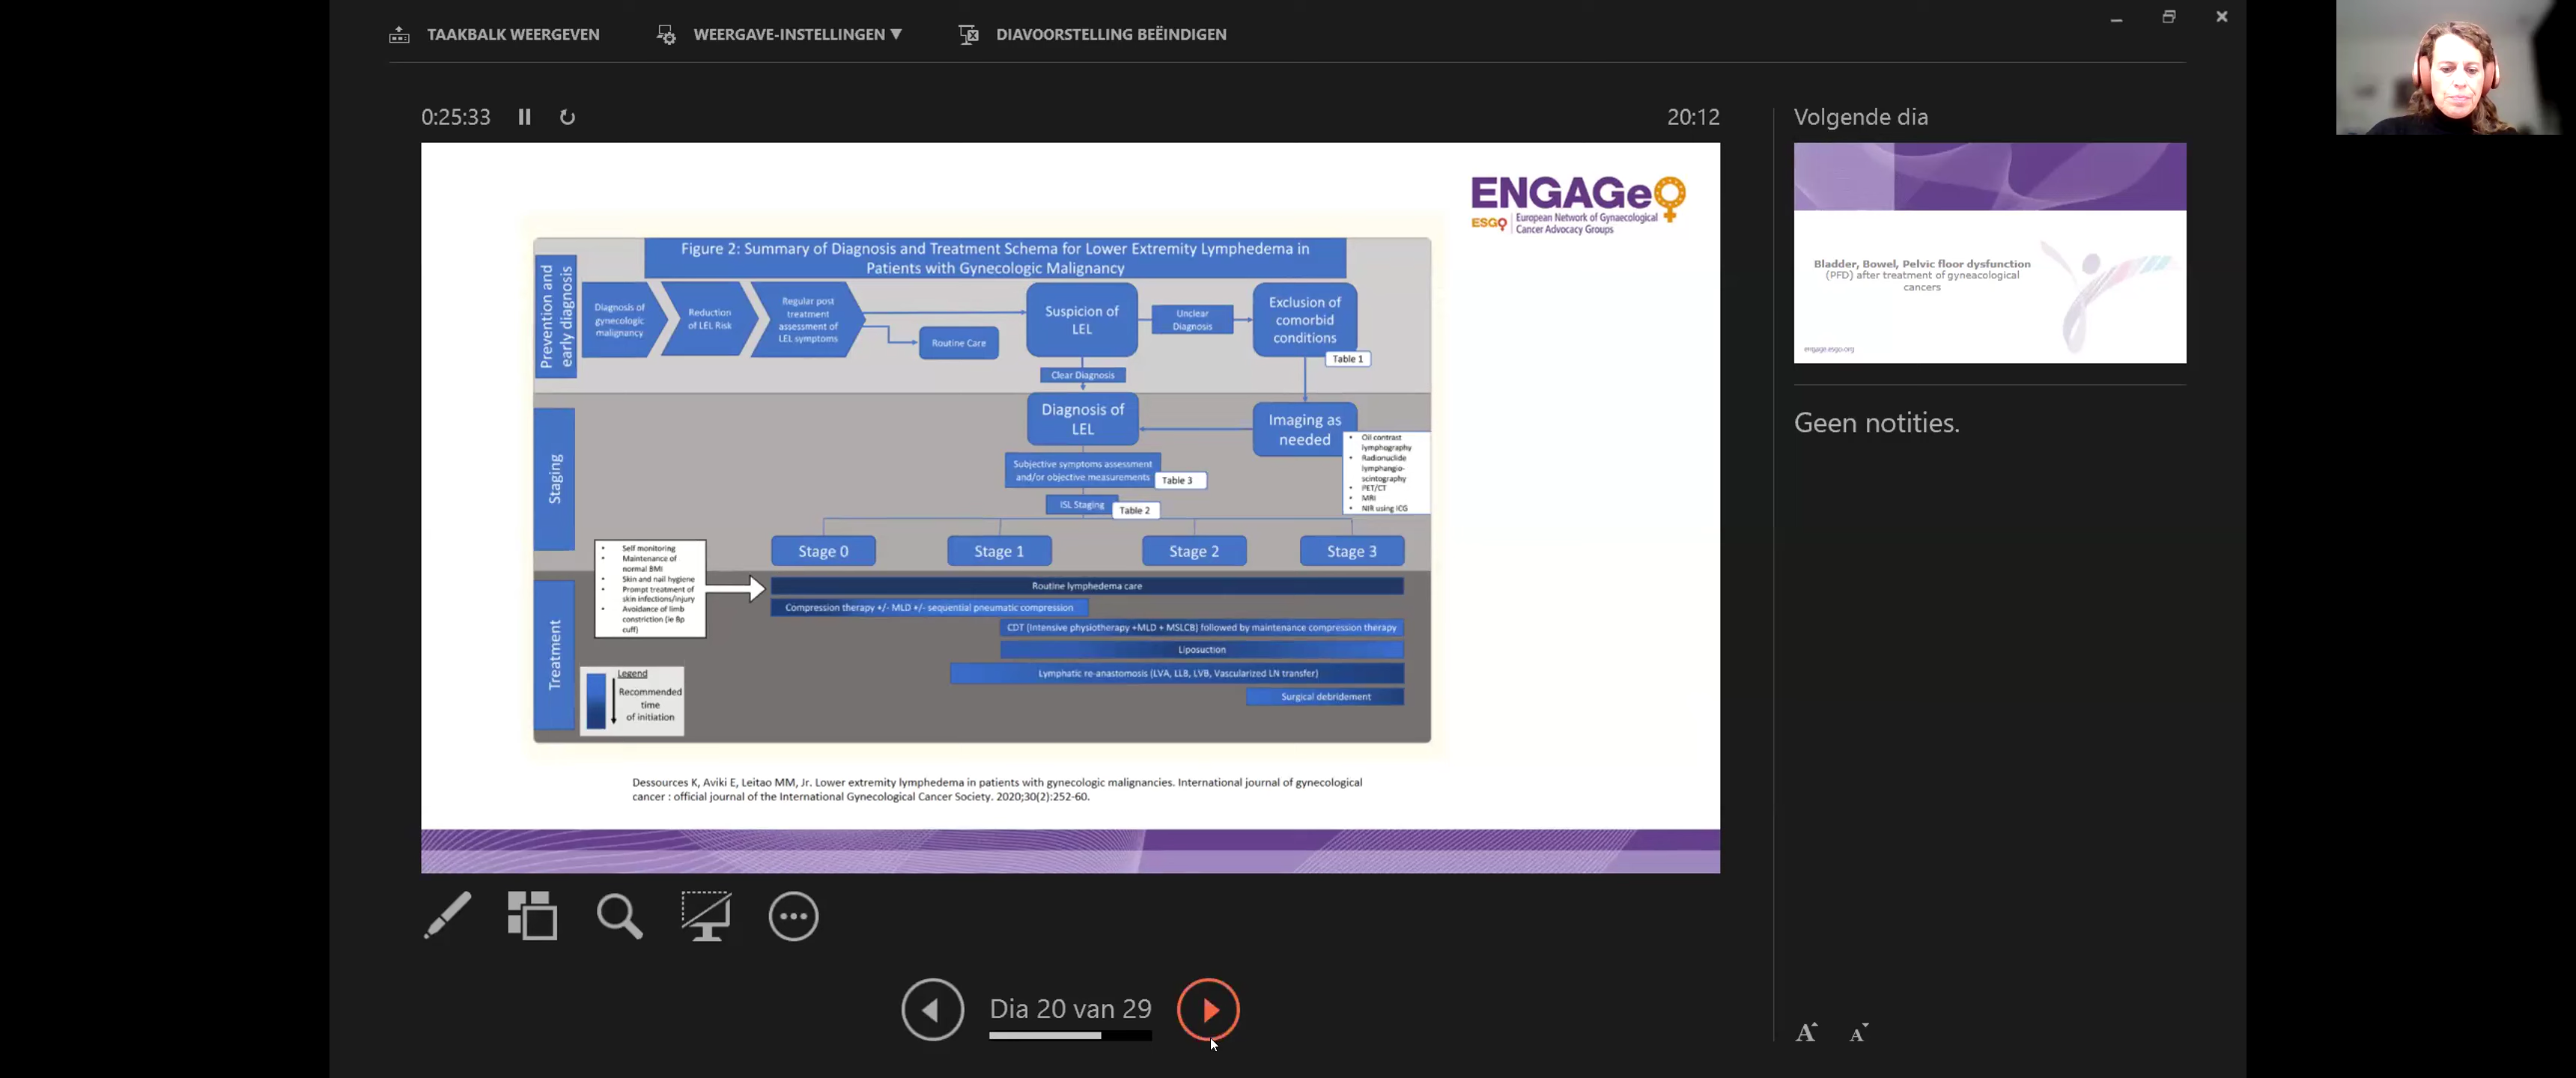 TAAKBALK WEERGEVEN
WEERGAVE-INSTELLINGEN ▼
DIAVOORSTELLING BEËINDIGEN
0:25:33
20:12
ENGAGe
ESGO
European Network of Gynaecological
Cancer Advocacy Groups
Figure 2: Summary of Diagnosis and Treatment Schema for Lower Extremity Lymphedema in
Patients with Gynecologic Malignancy
Prevention and
early diagnosis
Diagnosis of
gynecologic
malignancy
Reduction
of LEL Risk
Regular post
treatment
assessment of
LEL symptoms
Routine Care
Suspicion of
LEL
Unclear
Diagnosis
Exclusion of
comorbid
conditions
Table 1
Clear Diagnosis
Staging
Diagnosis of
LEL
Imaging as
needed
• Oil contrast
lymphography
• Radionuclide
lymphangio-
scintography
• PET/CT
• MRI
• NIR using ICG
Subjective symptoms assessment
and/or objective measurements
Table 3
ISL Staging
Table 2
Stage 0
Stage 1
Stage 2
Stage 3
Treatment
• Self monitoring
• Maintenance of
normal BMI
• Skin and nail hygiene
• Prompt treatment of
skin infections/injury
• Avoidance of limb
constriction (ie Bp
cuff)
Routine lymphedema care
Compression therapy +/- MLD +/- sequential pneumatic compression
CDT (Intensive physiotherapy +MLD + MSLCB) followed by maintenance compression therapy
Liposuction
Lymphatic re-anastomosis (LVA, LLB, LVB, Vascularized LN transfer)
Surgical debridement
Legend
Recommended
time
of initiation
Dessources K, Aviki E, Leitao MM, Jr. Lower extremity lymphedema in patients with gynecologic malignancies. International journal of gynecological
cancer : official journal of the International Gynecological Cancer Society. 2020;30(2):252-60.
Dia 20 van 29
Volgende dia
Bladder, Bowel, Pelvic floor dysfunction
(PFD) after treatment of gyneacological
cancers
engage.esgo.org
Geen notities.
A
A